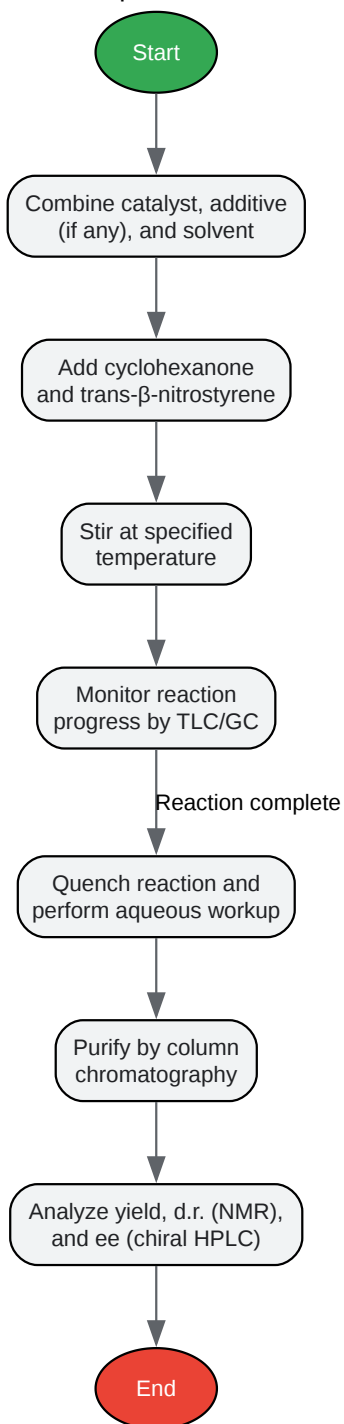 Start
Combine catalyst, additive
(if any), and solvent
Add cyclohexanone
and trans-β-nitrostyrene
Stir at specified
temperature
Monitor reaction
progress by TLC/GC
Reaction complete
Quench reaction and
perform aqueous workup
Purify by column
chromatography
Analyze yield, d.r. (NMR),
and ee (chiral HPLC)
End